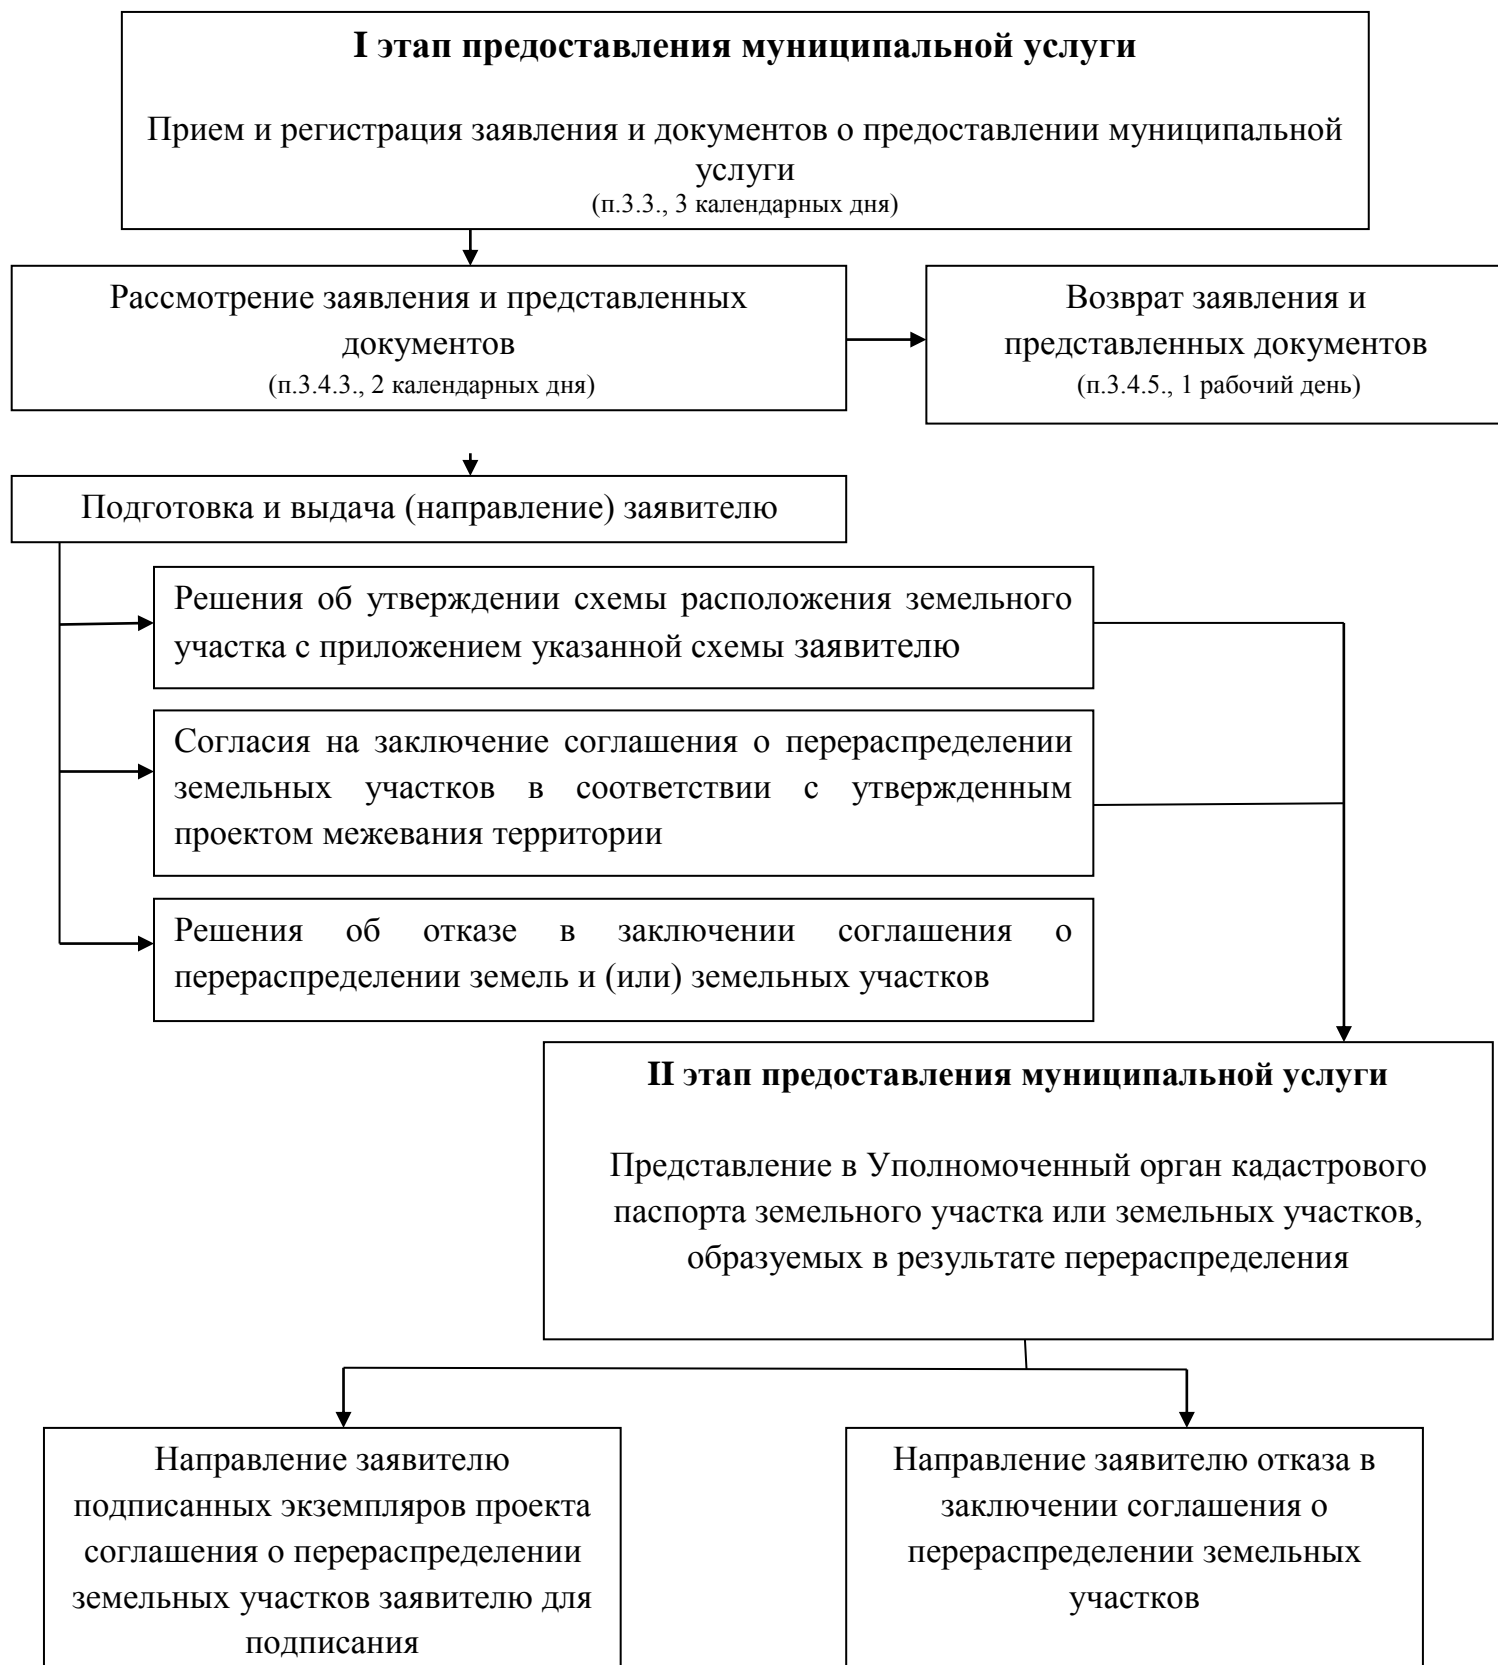 I этап предоставления муниципальной услуги
Прием и регистрация заявления и документов о предоставлении муниципальной
услуги
(п.3.3., 3 календарных дня)
Рассмотрение заявления и представленных
документов
(п.3.4.3., 2 календарных дня)
Возврат заявления и
представленных документов
(п.3.4.5., 1 рабочий день)
Подготовка и выдача (направление) заявителю
Решения об утверждении схемы расположения земельного
участка с приложением указанной схемы заявителю
Согласия на заключение соглашения о перераспределении
земельных участков в соответствии с утвержденным
проектом межевания территории
Решения об отказе в заключении соглашения о
перераспределении земель и (или) земельных участков
II этап предоставления муниципальной услуги
Представление в Уполномоченный орган кадастрового
паспорта земельного участка или земельных участков,
образуемых в результате перераспределения
Направление заявителю
подписанных экземпляров проекта
соглашения о перераспределении
земельных участков заявителю для
подписания
Направление заявителю отказа в
заключении соглашения о
перераспределении земельных
участков